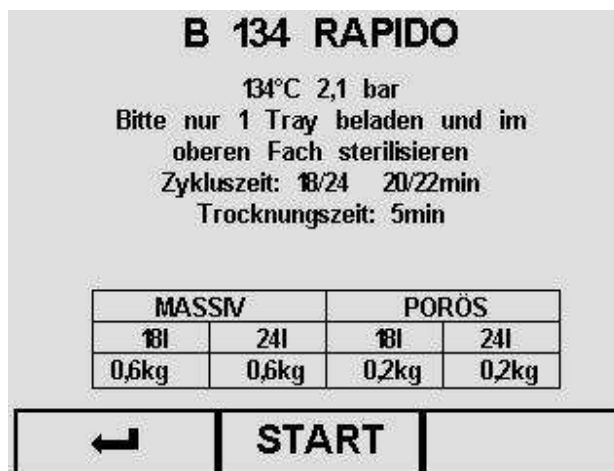 B 134 RAPIDO
134°C 2,1 bar
Bitte nur 1 Tray beladen und im
oberen Fach sterilisieren
Zykluszeit: 18/24 20/22min
Trocknungszeit: 5min
MASSIV PORÖS
18l 24l 18l 24l
0,6kg 0,6kg 0,2kg 0,2kg
START